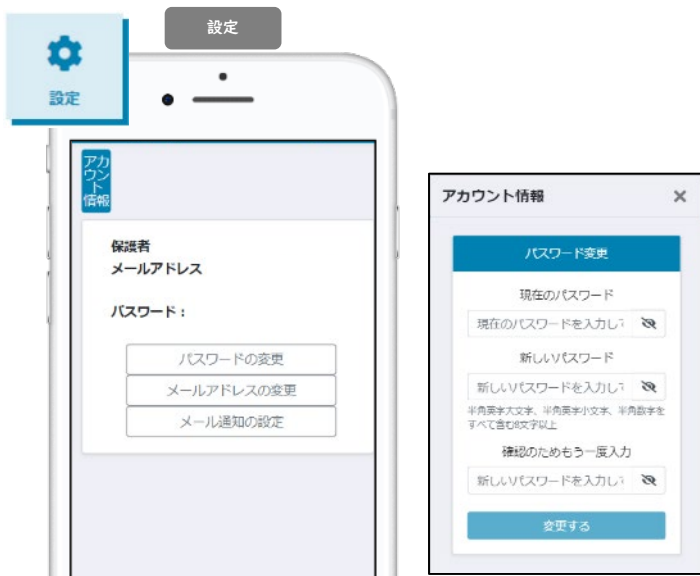 設定
設定
アカ
ウン
ト
情報
保護者
メールアドレス
パスワード：
パスワードの変更
メールアドレスの変更
メール通知の設定
アカウント情報
×
パスワード変更
現在のパスワード
現在のパスワードを入力して
新しいパスワード
新しいパスワードを入力して
半角英字大文字、半角英字小文字、半角数字を
すべて含む8文字以上
確認のためもう一度入力
新しいパスワードを入力して
変更する